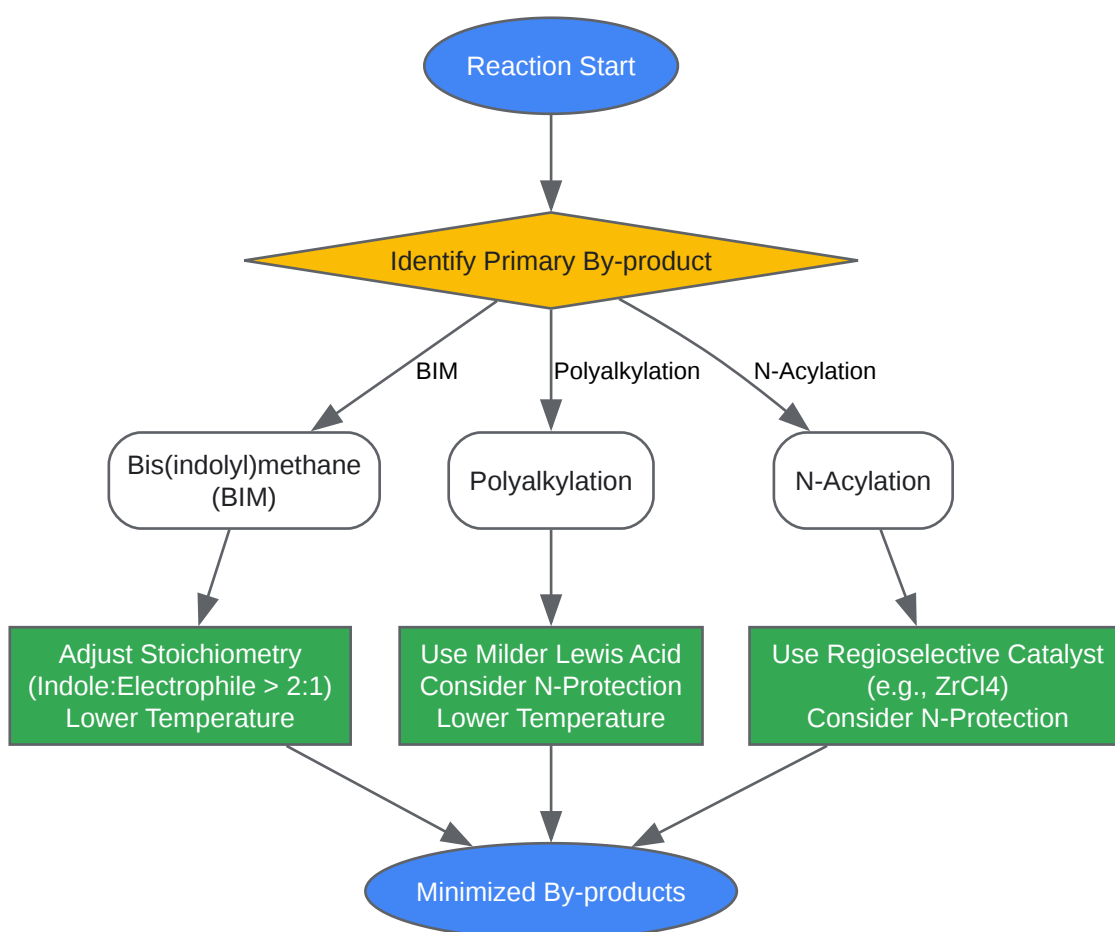 Reaction Start
Identify Primary By-product
BIM
Polyalkylation
N-Acylation
Bis(indolyl)methane
(BIM)
Polyalkylation
N-Acylation
Adjust Stoichiometry
(Indole:Electrophile > 2:1)
Lower Temperature
Use Milder Lewis Acid
Consider N-Protection
Lower Temperature
Use Regioselective Catalyst
(e.g., ZrCl4)
Consider N-Protection
Minimized By-products